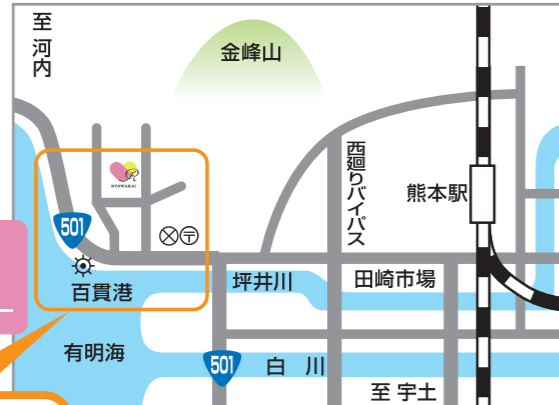 至河内
金峰山
西廻りバイパス
熊本駅
RYOWAKAI
501
〒
百貫港
坪井川
田崎市場
有明海
501
白川
至 宇土